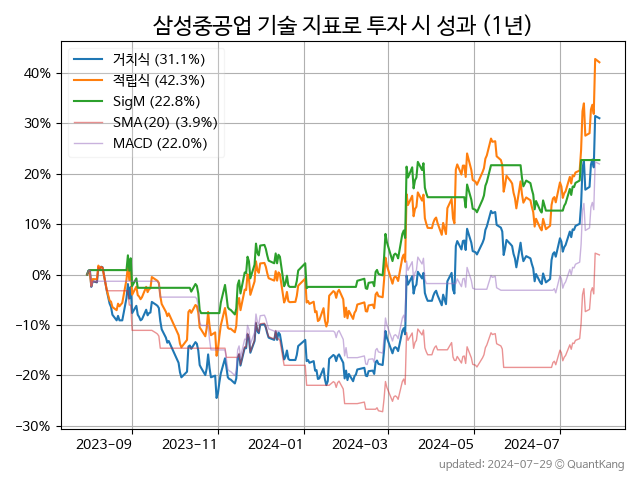 삼성중공업 기술 지표로 투자 시 성과 (1년)
거치식 (31.1%)
적립식 (42.3%)
SigM (22.8%)
SMA(20) (3.9%)
MACD (22.0%)
40%
30%
20%
10%
0%
−10%
−20%
−30%
2023-09 2023-11 2024-01 2024-03 2024-05 2024-07
updated: 2024-07-29 © QuantKang